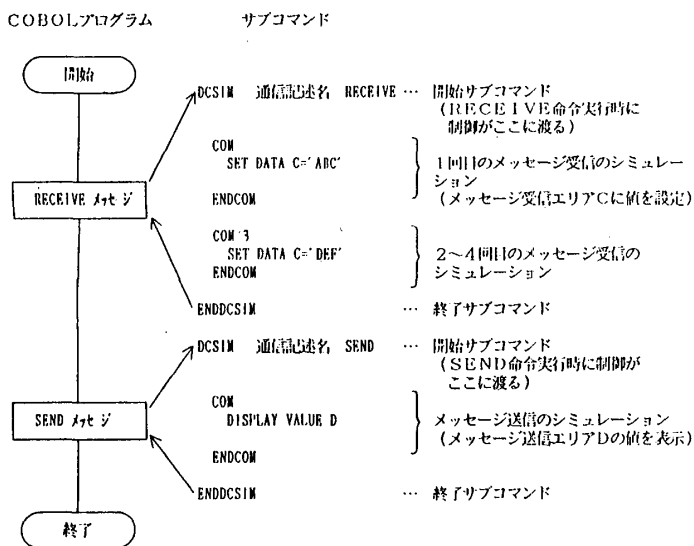 COBOLプログラム サブコマンド
開始
DCSIM 通信記述名 RECEIVE … 開始サブコマンド
(RECEIVE命令実行時に
制御がここに渡る)
COM
SET DATA C='ABC'
1回目のメッセージ受信のシミュレー
ション
RECEIVE メッセージ
ENDCOM
(メッセージ受信エリアCに値を設定)
COM 3
SET DATA C='DEF'
ENDCOM
2〜4回目のメッセージ受信の
シミュレーション
ENDDCSIM … 終了サブコマンド
DCSIM 通信記述名 SEND … 開始サブコマンド
(SEND命令実行時に制御が
ここに渡る)
COM
DISPLAY VALUE D
SEND メッセージ
メッセージ送信のシミュレーション
(メッセージ送信エリアDの値を表示)
ENDCOM
ENDDCSIM … 終了サブコマンド
終了